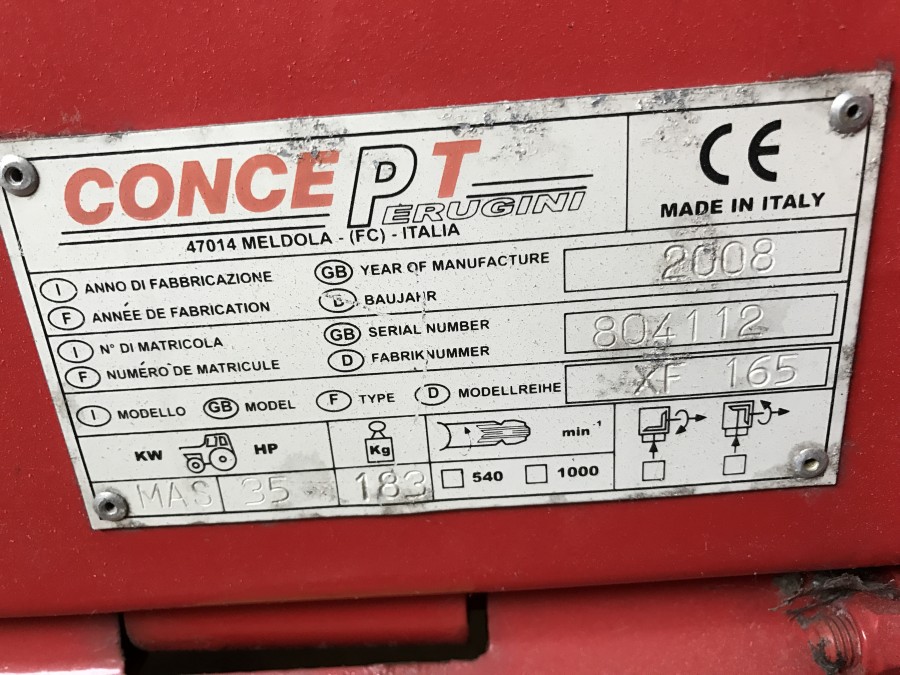 CONCEPT
PERUGINI
47014 MELDOLA - (FC) - ITALIA
CE
MADE IN ITALY
I ANNO DI FABBRICAZIONE GB YEAR OF MANUFACTURE 2008
F ANNÉE DE FABRICATION D BAUJAHR
I N° DI MATRICOLA GB SERIAL NUMBER 804112
F NUMÉRO DE MATRICULE D FABRIKNUMMER
I MODELLO GB MODEL F TYPE D MODELLREIHE XF 165
KW HP Kg min-1
MAS 35 183 540 1000